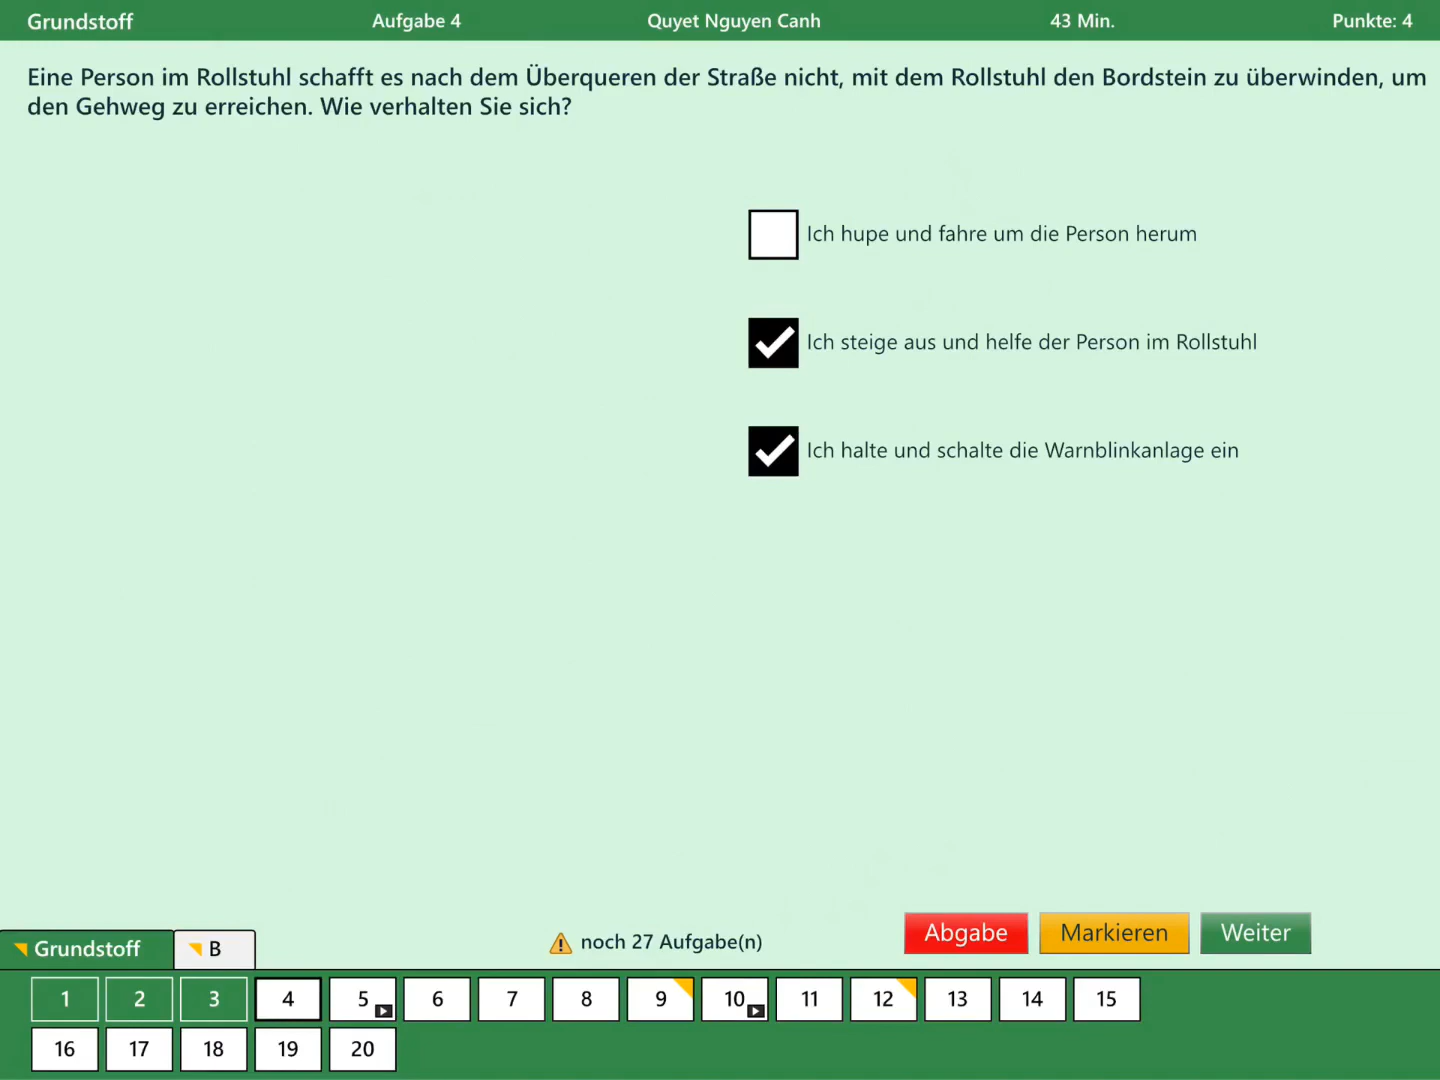 Grundstoff Aufgabe 4 Quyet Nguyen Canh 43 Min. Punkte: 4
Eine Person im Rollstuhl schafft es nach dem Überqueren der Straße nicht, mit dem Rollstuhl den Bordstein zu überwinden, um
den Gehweg zu erreichen. Wie verhalten Sie sich?
Ich hupe und fahre um die Person herum
Ich steige aus und helfe der Person im Rollstuhl
Ich halte und schalte die Warnblinkanlage ein
Grundstoff B noch 27 Aufgabe(n) Abgabe Markieren Weiter
1 2 3 4 5 6 7 8 9 10 11 12 13 14 15
16 17 18 19 20